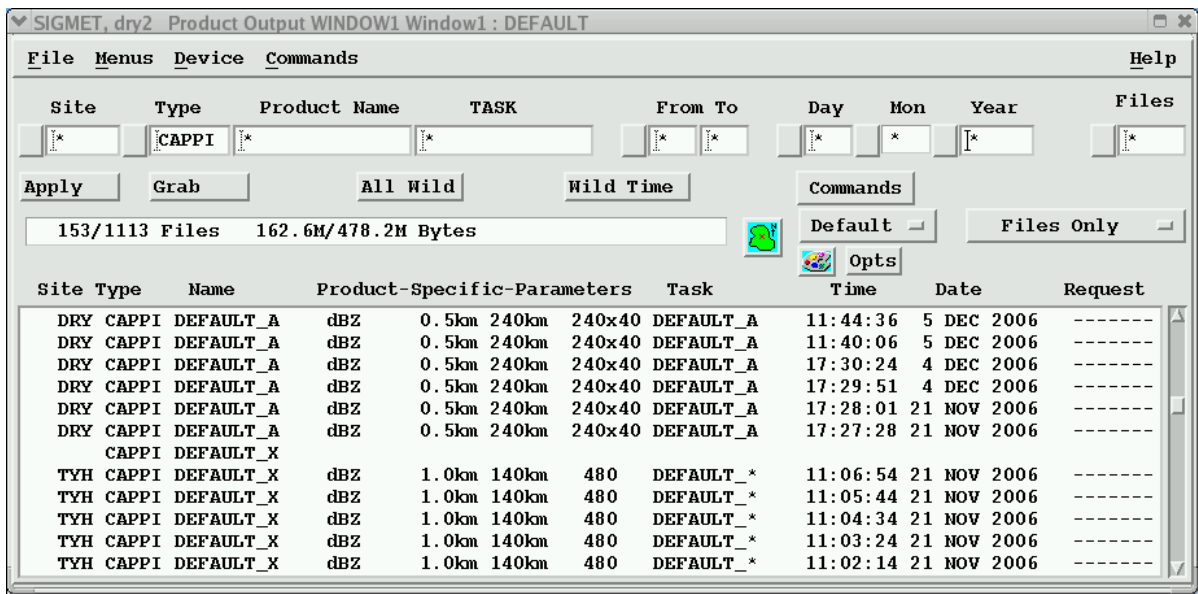 SIGMET, dry2 Product Output WINDOW1 Window1 : DEFAULT
File Menus Device Commands Help
Site Type Product Name TASK From To Day Mon Year Files
* CAPPI * * * * * * * *
Apply Grab All Wild Wild Time Commands
153/1113 Files 162.6M/478.2M Bytes N Default Files Only
Opts
Site Type Name Product-Specific-Parameters Task Time Date Request
DRY CAPPI DEFAULT_A dBZ 0.5km 240km 240x40 DEFAULT_A 11:44:36 5 DEC 2006 -------
DRY CAPPI DEFAULT_A dBZ 0.5km 240km 240x40 DEFAULT_A 11:40:06 5 DEC 2006 -------
DRY CAPPI DEFAULT_A dBZ 0.5km 240km 240x40 DEFAULT_A 17:30:24 4 DEC 2006 -------
DRY CAPPI DEFAULT_A dBZ 0.5km 240km 240x40 DEFAULT_A 17:29:51 4 DEC 2006 -------
DRY CAPPI DEFAULT_A dBZ 0.5km 240km 240x40 DEFAULT_A 17:28:01 21 NOV 2006 -------
DRY CAPPI DEFAULT_A dBZ 0.5km 240km 240x40 DEFAULT_A 17:27:28 21 NOV 2006 -------
CAPPI DEFAULT_X
TYH CAPPI DEFAULT_X dBZ 1.0km 140km 480 DEFAULT_* 11:06:54 21 NOV 2006 -------
TYH CAPPI DEFAULT_X dBZ 1.0km 140km 480 DEFAULT_* 11:05:44 21 NOV 2006 -------
TYH CAPPI DEFAULT_X dBZ 1.0km 140km 480 DEFAULT_* 11:04:34 21 NOV 2006 -------
TYH CAPPI DEFAULT_X dBZ 1.0km 140km 480 DEFAULT_* 11:03:24 21 NOV 2006 -------
TYH CAPPI DEFAULT_X dBZ 1.0km 140km 480 DEFAULT_* 11:02:14 21 NOV 2006 -------